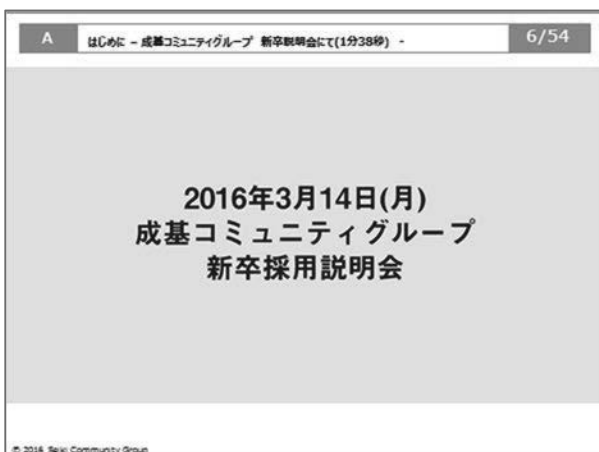 A
はじめに – 成基コミュニティグループ 新卒説明会にて(1分38秒) -
6/54
2016年3月14日(月)
成基コミュニティグループ
新卒採用説明会
© 2016 Seiki Community Group